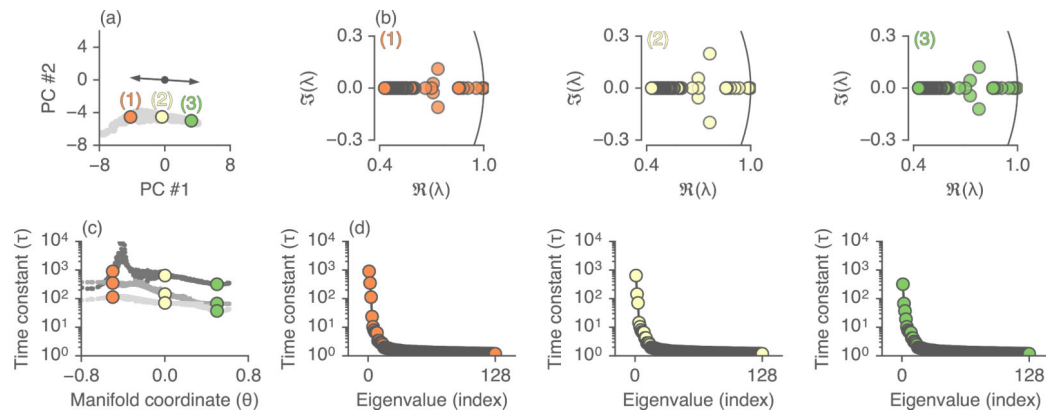 (a)
PC #2
4
0
−4
−8
(1)
(2)
(3)
−8
0
8
PC #1
(b)
ℑ(λ)
0.3
0.0
−0.3
(1)
0.4
1.0
ℜ(λ)
ℑ(λ)
0.3
0.0
−0.3
(2)
0.4
1.0
ℜ(λ)
ℑ(λ)
0.3
0.0
−0.3
(3)
0.4
1.0
ℜ(λ)
(c)
Time constant (τ)
10⁴
10³
10²
10¹
10⁰
−0.8
0.0
0.8
Manifold coordinate (θ)
(d)
Time constant (τ)
10⁴
10³
10²
10¹
10⁰
0
128
Eigenvalue (index)
Time constant (τ)
10⁴
10³
10²
10¹
10⁰
0
128
Eigenvalue (index)
Time constant (τ)
10⁴
10³
10²
10¹
10⁰
0
128
Eigenvalue (index)